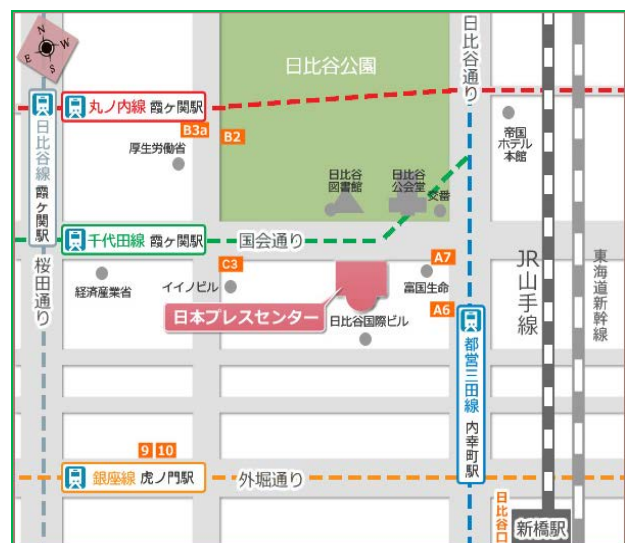 N
W
E
S
日比谷公園
日比谷通り
丸ノ内線 霞ヶ関駅
B3a
B2
厚生労働省
帝国
ホテル
本館
日比谷線 霞ヶ関駅
日比谷
図書館
日比谷
公会堂
交番
千代田線 霞ヶ関駅
国会通り
桜田通り
経済産業省
C3
イイノビル
A7
富国生命
JR山手線
東海道新幹線
日本プレスセンター
日比谷国際ビル
A6
都営三田線 内幸町駅
9 10
銀座線 虎ノ門駅
外堀通り
日比谷口
新橋駅